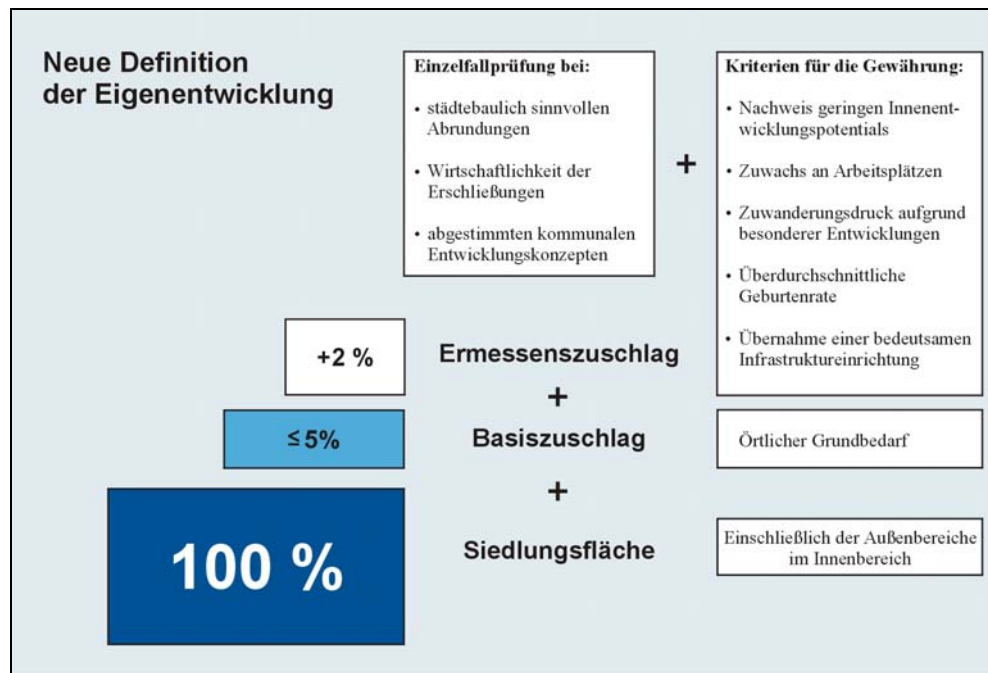 Neue Definition
der Eigenentwicklung
Einzelfallprüfung bei:
• städtebaulich sinnvollen
Abrundungen
• Wirtschaftlichkeit der
Erschließungen
• abgestimmten kommunalen
Entwicklungskonzepten
+
Kriterien für die Gewährung:
• Nachweis geringen Innenent-
wicklungspotentials
• Zuwachs an Arbeitsplätzen
• Zuwanderungsdruck aufgrund
besonderer Entwicklungen
• Überdurchschnittliche
Geburtenrate
• Übernahme einer bedeutsamen
Infrastruktureinrichtung
+2 %
Ermessenszuschlag
+
≤ 5%
Basiszuschlag
Örtlicher Grundbedarf
+
100 %
Siedlungsfläche
Einschließlich der Außenbereiche
im Innenbereich